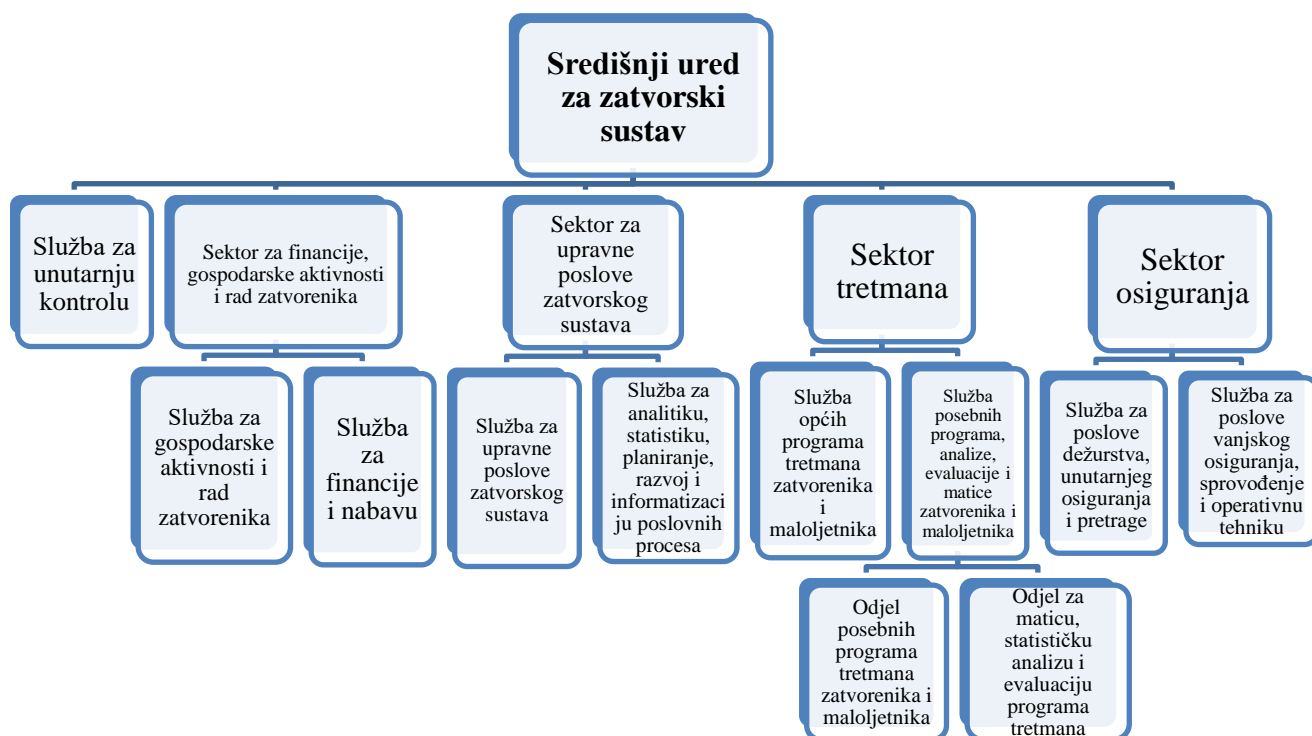 Središnji ured
za zatvorski
sustav
Služba za
unutarnju
kontrolu
Sektor za financije,
gospodarske aktivnosti
i rad zatvorenika
Sektor za
upravne
poslove
zatvorskog
sustava
Sektor
tretmana
Sektor
osiguranja
Služba za
gospodarske
aktivnosti i
rad
zatvorenika
Služba
za
financije
i nabavu
Služba za
upravne
poslove
zatvorskog
sustava
Služba za
analitiku,
statistiku,
planiranje,
razvoj i
informatizaci
ju poslovnih
procesa
Služba
općih
programa
tretmana
zatvorenika
i
maloljetnika
Služba
posebnih
programa,
analize,
evaluacije i
matice
zatvorenika i
maloljetnika
Služba za
poslove
dežurstva,
unutarnjeg
osiguranja
i pretrage
Služba za
poslove
vanjskog
osiguranja,
sprovođenje
i operativnu
tehniku
Odjel
posebnih
programa
tretmana
zatvorenika i
maloljetnika
Odjel za
maticu,
statističku
analizu i
evaluaciju
programa
tretmana